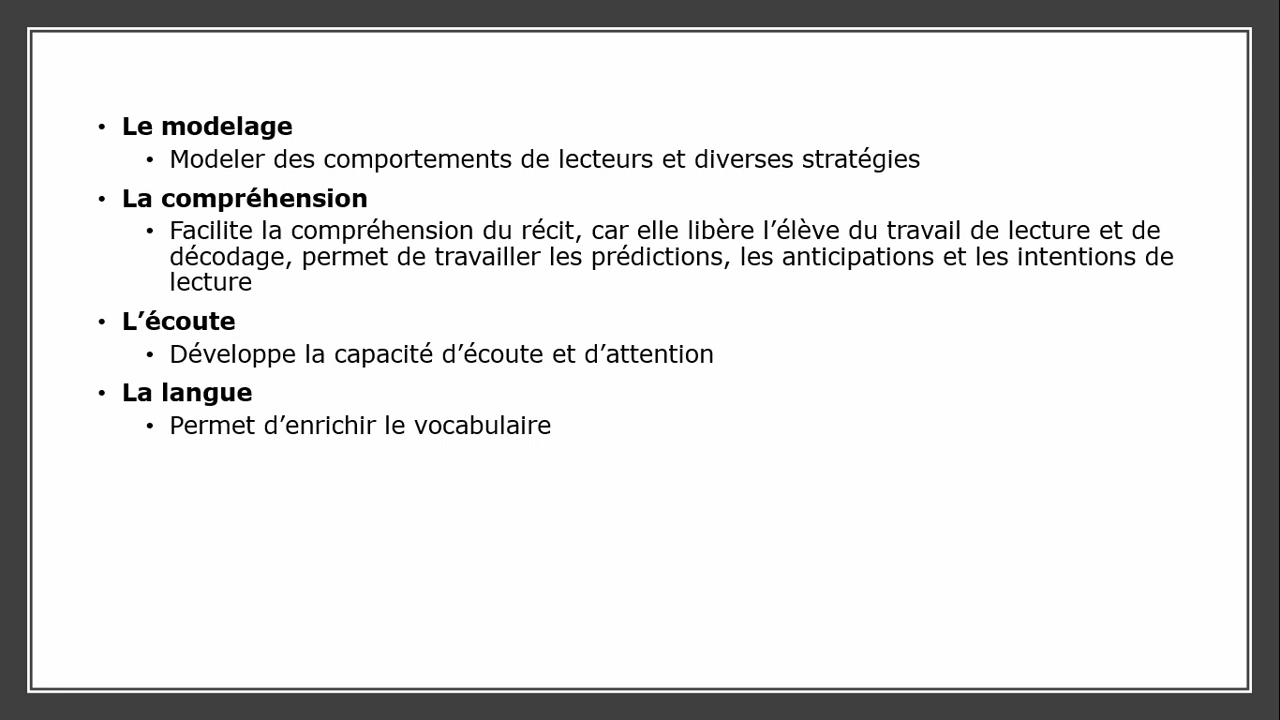 • Le modelage
• Modeler des comportements de lecteurs et diverses stratégies
• La compréhension
• Facilite la compréhension du récit, car elle libère l’élève du travail de lecture et de
décodage, permet de travailler les prédictions, les anticipations et les intentions de
lecture
• L’écoute
• Développe la capacité d’écoute et d’attention
• La langue
• Permet d’enrichir le vocabulaire